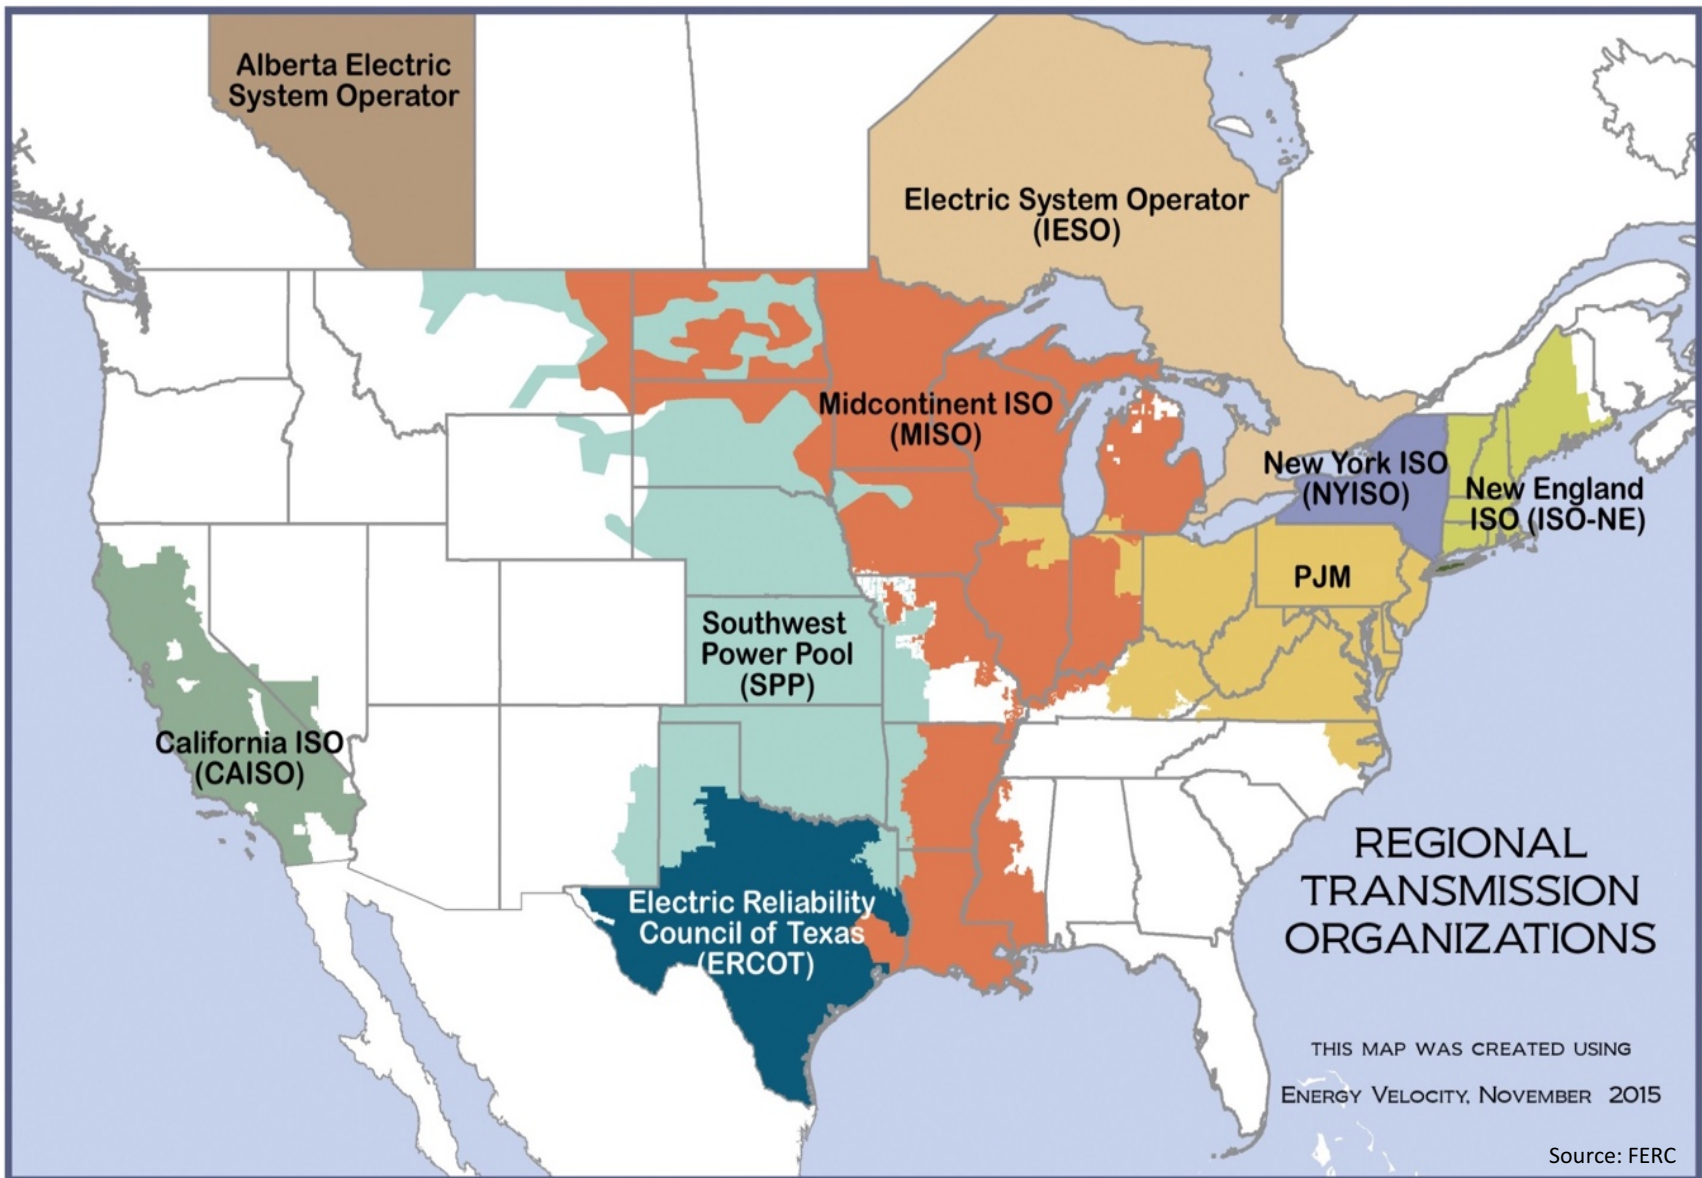 Alberta Electric
System Operator
Electric System Operator
(IESO)
Midcontinent ISO
(MISO)
New York ISO
(NYISO)
New England
ISO (ISO-NE)
PJM
Southwest
Power Pool
(SPP)
California ISO
(CAISO)
Electric Reliability
Council of Texas
(ERCOT)
REGIONAL
TRANSMISSION
ORGANIZATIONS
THIS MAP WAS CREATED USING
ENERGY VELOCITY, NOVEMBER 2015
Source: FERC